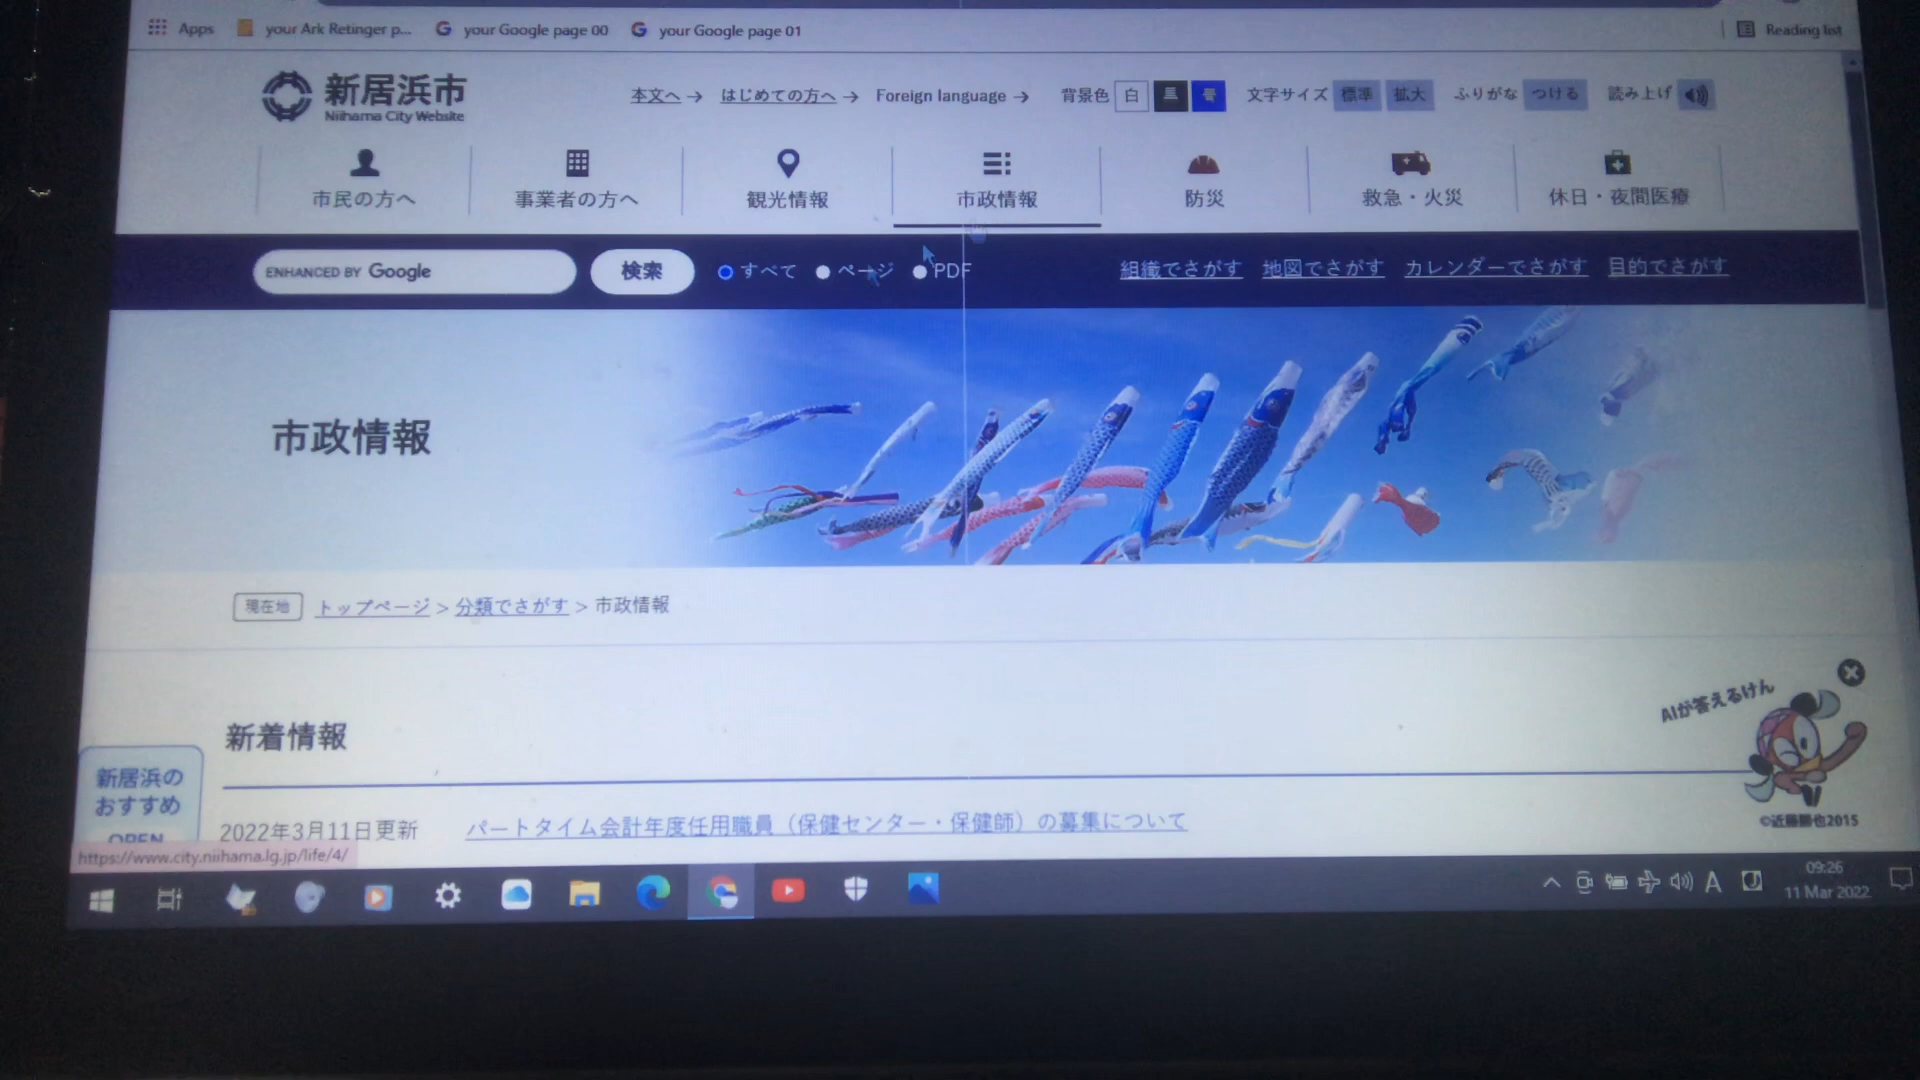 Apps your Ark Retinger p... your Google page 00 your Google page 01 Reading list
新居浜市
Niihama City Website
本文へ → はじめての方へ → Foreign language → 背景色 白 黒 青 文字サイズ 標準 拡大 ふりがな つける 読み上げ
市民の方へ 事業者の方へ 観光情報 市政情報 防災 救急・火災 休日・夜間医療
ENHANCED BY Google 検索 すべて ページ PDF 組織でさがす 地図でさがす カレンダーでさがす 目的でさがす
市政情報
現在地 トップページ > 分類でさがす > 市政情報
AIが答えるけん
新着情報
新居浜の
おすすめ
OPEN
2022年3月11日更新 パートタイム会計年度任用職員（保健センター・保健師）の募集について
©近藤勝也2015
https://www.city.niihama.lg.jp/life/4/
A 09:26
11 Mar 2022